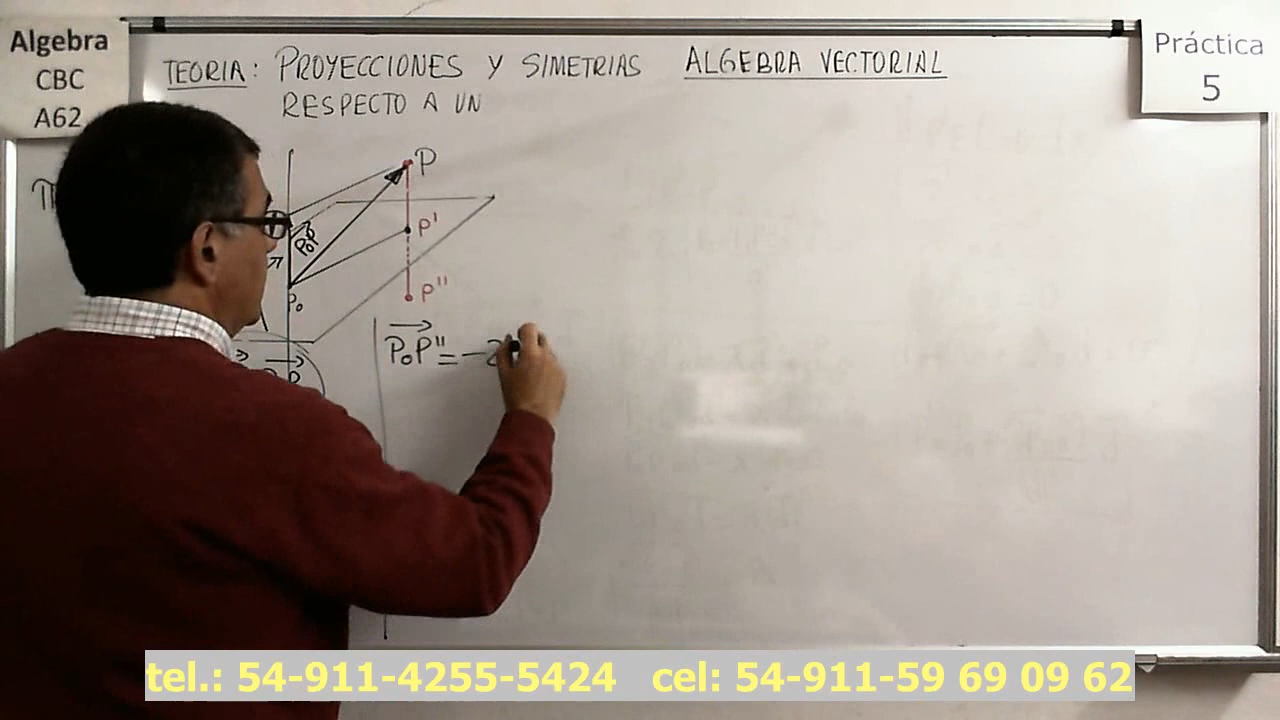 Algebra
CBC
A62
Práctica
5
TEORIA: PROYECCIONES Y SIMETRIAS ALGEBRA VECTORIAL
RESPECTO A UN
π
P
P'
P₀
P''
P₀P'' = -2
tel.: 54-911-4255-5424 cel: 54-911-59 69 09 62